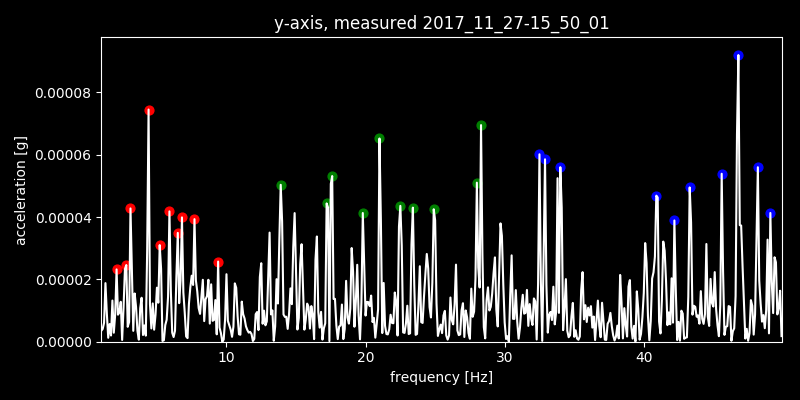 y-axis, measured 2017_11_27-15_50_01
acceleration [g]
0.00008
0.00006
0.00004
0.00002
0.00000
10 20 30 40
frequency [Hz]